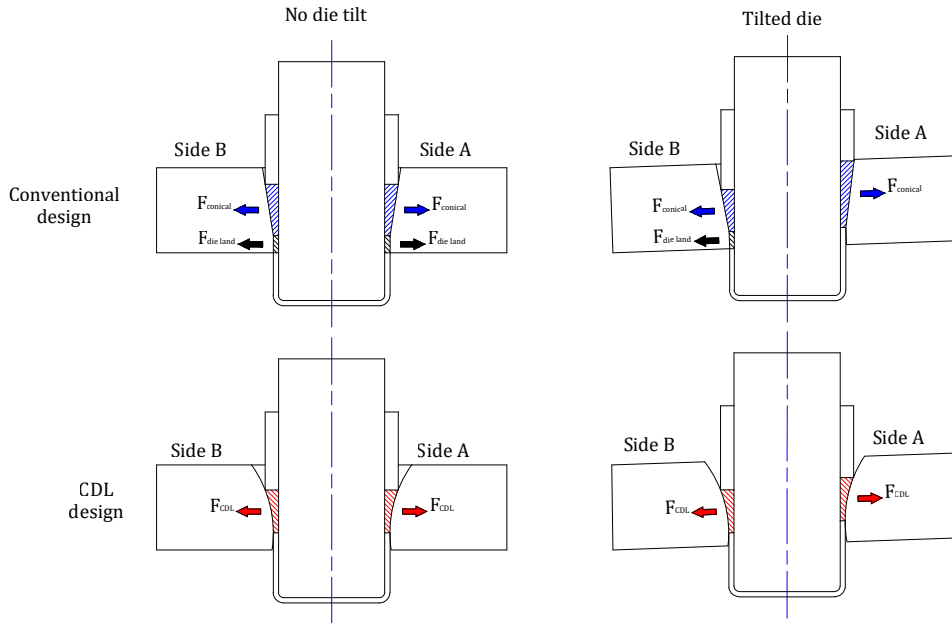 No die tilt
Tilted die
Side B
Side A
Side B
Side A
Conventional
design
Fconical
Fconical
Fconical
Fconical
Fdie land
Fdie land
Fdie land
Side B
Side A
Side B
Side A
CDL
design
FCDL
FCDL
FCDL
FCDL